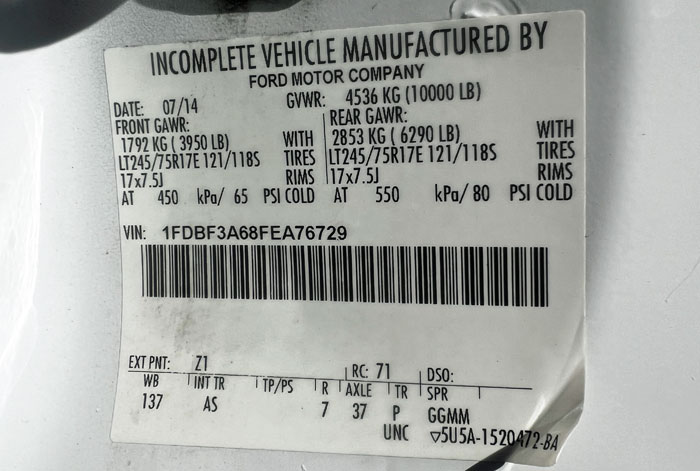 INCOMPLETE VEHICLE MANUFACTURED BY
FORD MOTOR COMPANY
DATE: 07/14 GVWR: 4536 KG (10000 LB)
FRONT GAWR: REAR GAWR:
1792 KG ( 3950 LB) WITH 2853 KG ( 6290 LB) WITH
LT245/75R17E 121/118S TIRES LT245/75R17E 121/118S TIRES
17x7.5J RIMS 17x7.5J RIMS
AT 450 kPa/ 65 PSI COLD AT 550 kPa/ 80 PSI COLD
VIN: 1FDBF3A68FEA76729
EXT PNT: Z1 RC: 71 DSO:
WB INT TR TP/PS R AXLE TR SPR
137 AS 7 37 P GGMM
UNC ▽5U5A-1520472-BA